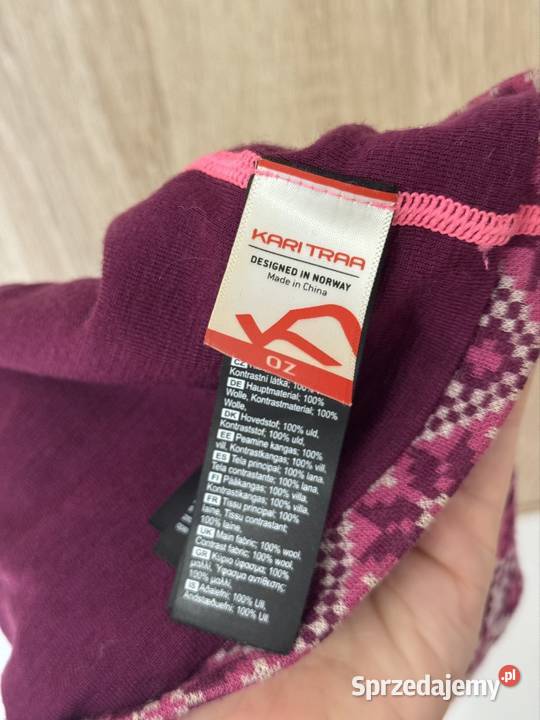 KARI TRAA
DESIGNED IN NORWAY
Made in China
OZ
CZ
Kontrastní látka; 100%
DE Hauptmaterial; 100%
Wolle, Kontrastmaterial; 100%
Wolle,
DK Hovedstof; 100% uld,
Kontraststof; 100% uld,
EE Peamine kangas; 100%
vill, Kontrastkangas; 100% vill,
ES Tela principal; 100% lana,
Tela contrastante; 100% lana,
FI Pääkangas; 100% villa,
Kontrastikangas; 100% villa,
FR Tissu principal; 100%
laine, Tissu contrastant;
100% laine,
UK Main fabric; 100% wool,
Contrast fabric; 100% wool,
GR Κύριο ύφασμα; 100%
μαλλί, Ύφασμα αντίθεσης;
100% μαλλί,
IS Aðalefni; 100% Ull,
Andstæðuefni; 100% Ull.
Sprzedajemy.pl